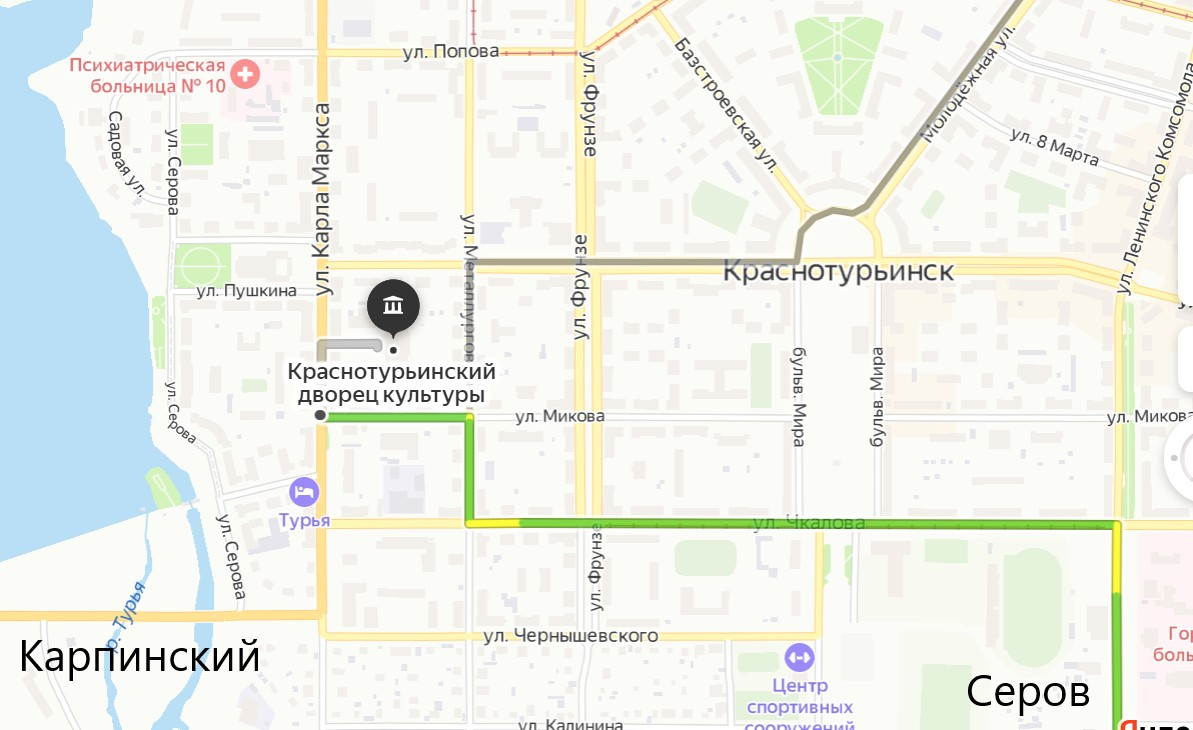 ул. Попова
Психиатрическая
больница № 10
Садовая ул.
ул. Серова
ул. Карла Маркса
ул. Фрунзе
Базстроевская ул.
Молодёжная ул.
ул. 8 Марта
ул. Ленинского Комсомола
ул. Металлургов
ул. Фрунзе
Краснотурьинск
ул. Пушкина
Краснотурьинский
дворец культуры
ул. Серова
ул. Микова
бульв. Мира
бульв. Мира
ул. Микова
Турья
ул. Чкалова
ул. Серова
ул. Фрунзе
р. Турья
ул. Чернышевского
Карпинский
Центр
спортивных
сооружений
Серов
ул. Калинина